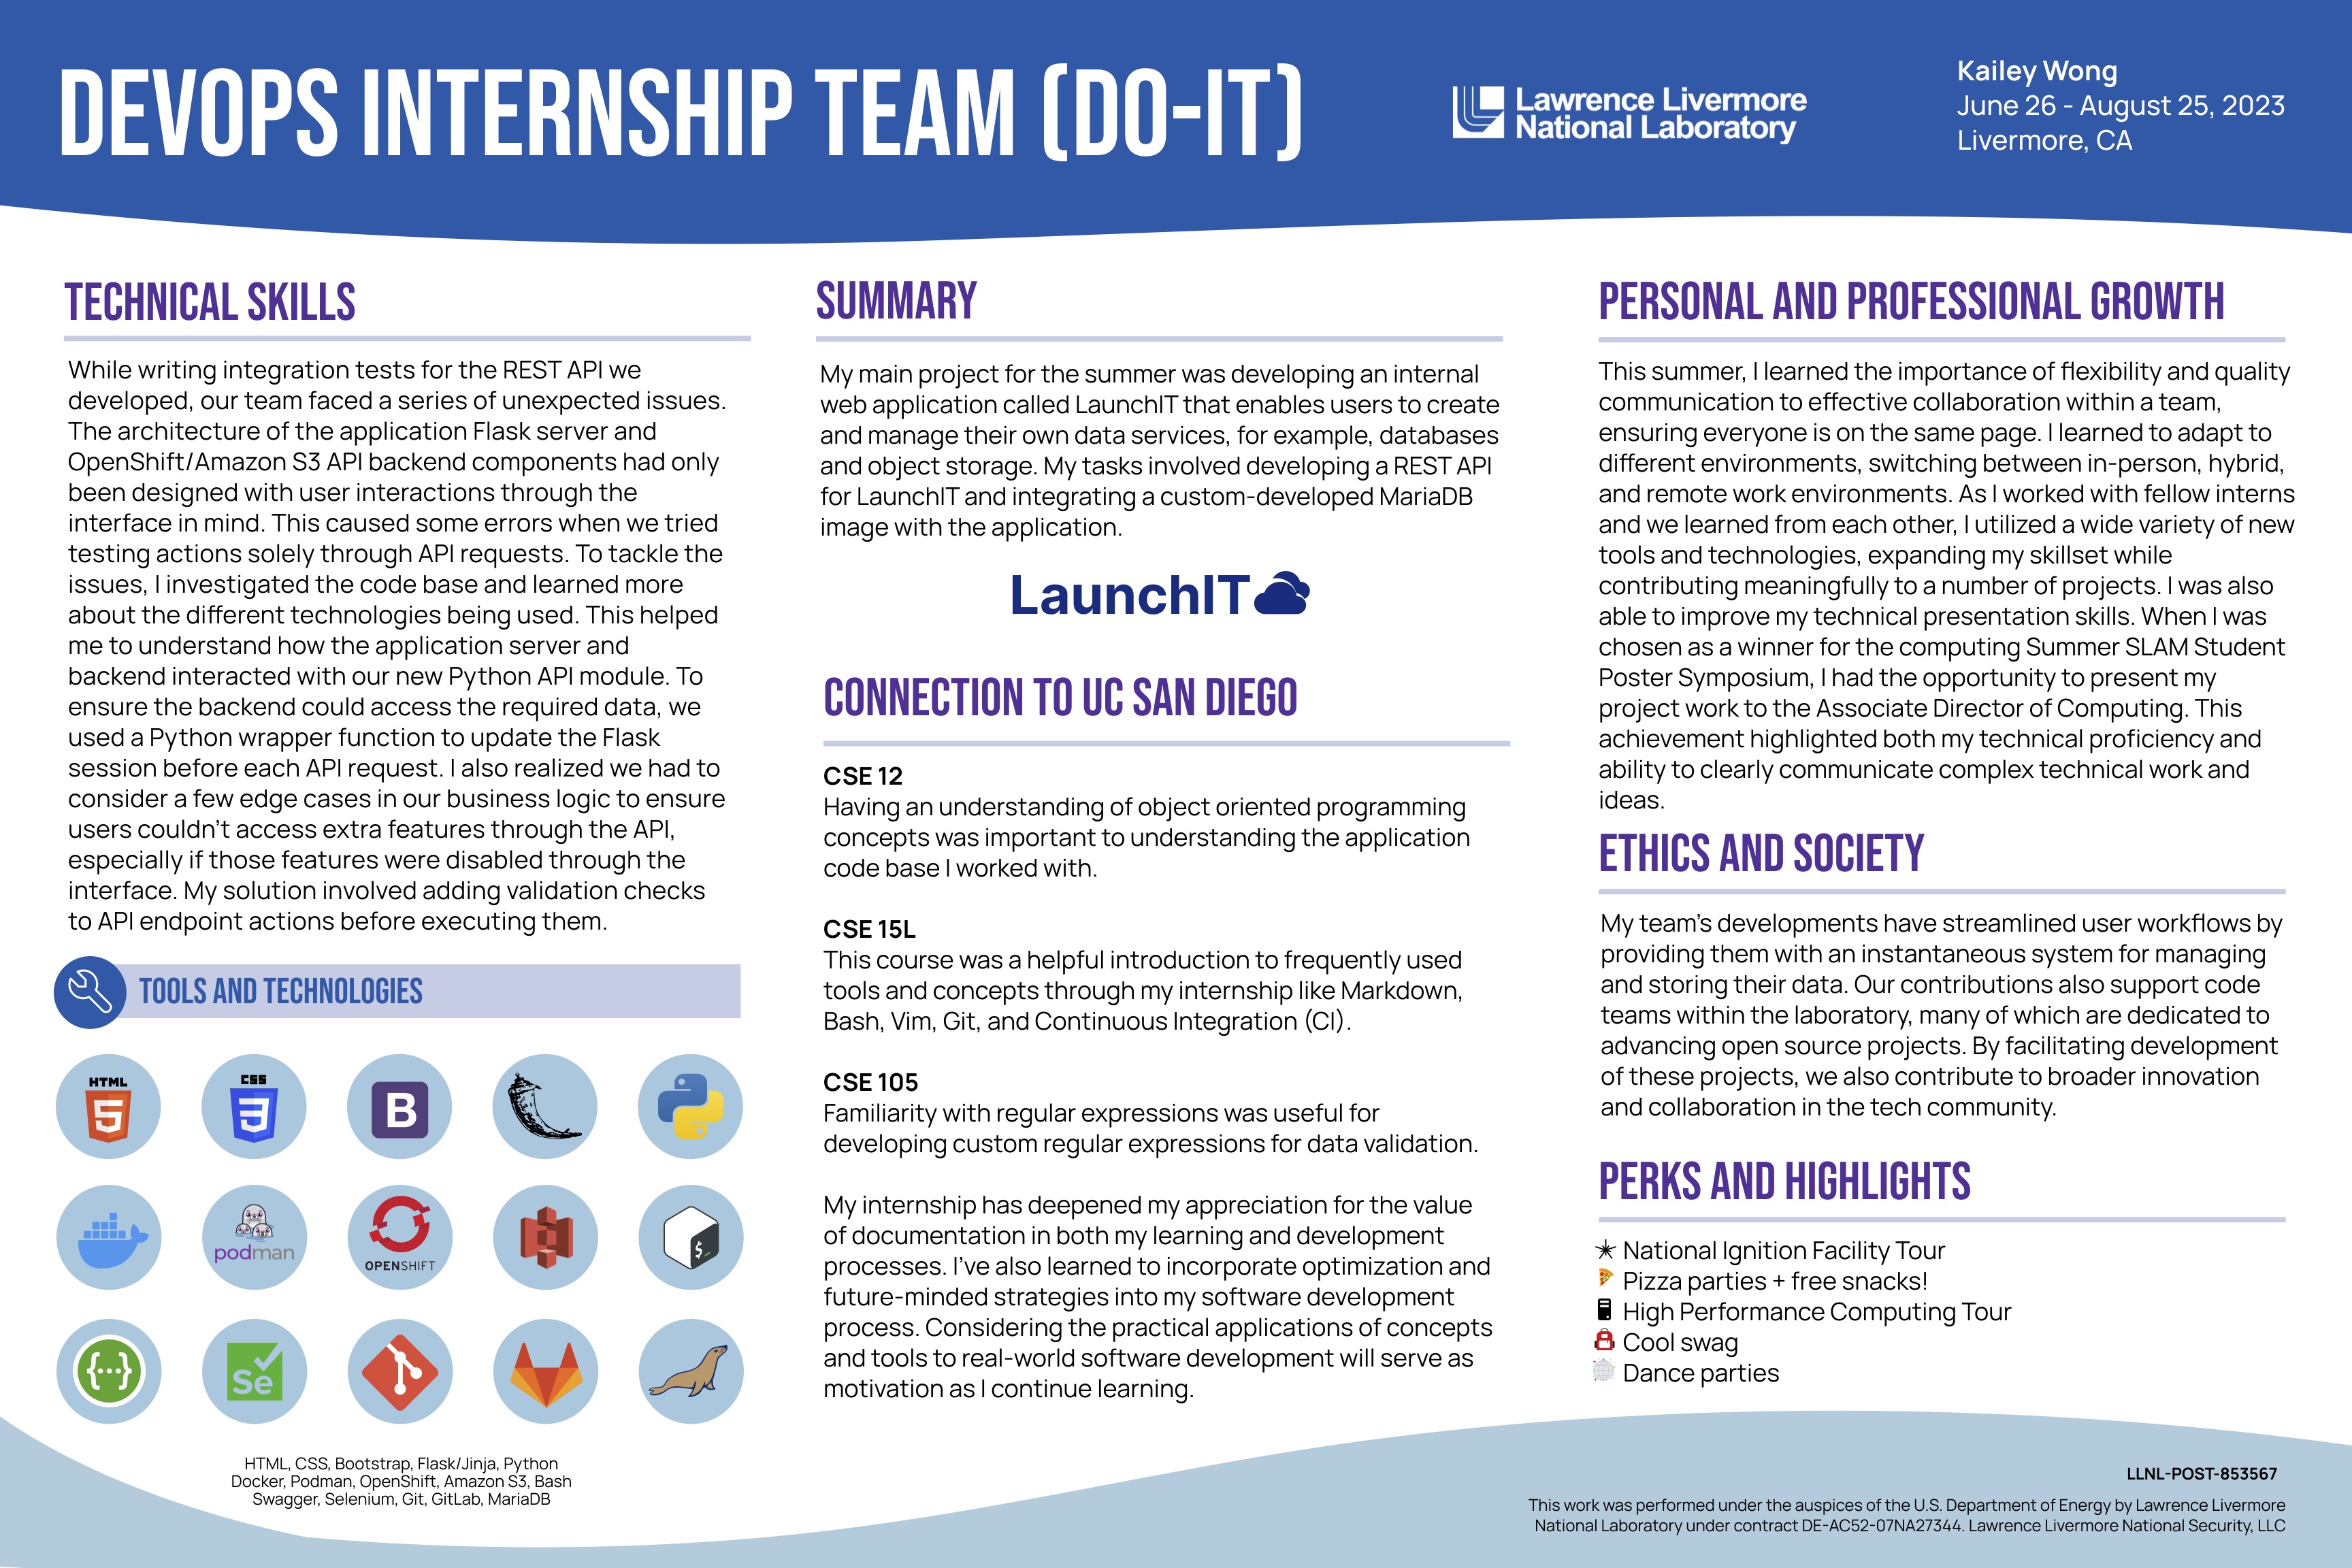 DEVOPS INTERNSHIP TEAM (DO-IT)
Lawrence Livermore
National Laboratory
Kailey Wong
June 26 - August 25, 2023
Livermore, CA
TECHNICAL SKILLS
While writing integration tests for the REST API we
developed, our team faced a series of unexpected issues.
The architecture of the application Flask server and
OpenShift/Amazon S3 API backend components had only
been designed with user interactions through the
interface in mind. This caused some errors when we tried
testing actions solely through API requests. To tackle the
issues, I investigated the code base and learned more
about the different technologies being used. This helped
me to understand how the application server and
backend interacted with our new Python API module. To
ensure the backend could access the required data, we
used a Python wrapper function to update the Flask
session before each API request. I also realized we had to
consider a few edge cases in our business logic to ensure
users couldn't access extra features through the API,
especially if those features were disabled through the
interface. My solution involved adding validation checks
to API endpoint actions before executing them.
TOOLS AND TECHNOLOGIES
HTML
5
CSS
3
B
podman
OPENSHIFT
$_
{···}
Se
HTML, CSS, Bootstrap, Flask/Jinja, Python
Docker, Podman, OpenShift, Amazon S3, Bash
Swagger, Selenium, Git, GitLab, MariaDB
SUMMARY
My main project for the summer was developing an internal
web application called LaunchIT that enables users to create
and manage their own data services, for example, databases
and object storage. My tasks involved developing a REST API
for LaunchIT and integrating a custom-developed MariaDB
image with the application.
LaunchIT
CONNECTION TO UC SAN DIEGO
CSE 12
Having an understanding of object oriented programming
concepts was important to understanding the application
code base I worked with.
CSE 15L
This course was a helpful introduction to frequently used
tools and concepts through my internship like Markdown,
Bash, Vim, Git, and Continuous Integration (CI).
CSE 105
Familiarity with regular expressions was useful for
developing custom regular expressions for data validation.
My internship has deepened my appreciation for the value
of documentation in both my learning and development
processes. I've also learned to incorporate optimization and
future-minded strategies into my software development
process. Considering the practical applications of concepts
and tools to real-world software development will serve as
motivation as I continue learning.
PERSONAL AND PROFESSIONAL GROWTH
This summer, I learned the importance of flexibility and quality
communication to effective collaboration within a team,
ensuring everyone is on the same page. I learned to adapt to
different environments, switching between in-person, hybrid,
and remote work environments. As I worked with fellow interns
and we learned from each other, I utilized a wide variety of new
tools and technologies, expanding my skillset while
contributing meaningfully to a number of projects. I was also
able to improve my technical presentation skills. When I was
chosen as a winner for the computing Summer SLAM Student
Poster Symposium, I had the opportunity to present my
project work to the Associate Director of Computing. This
achievement highlighted both my technical proficiency and
ability to clearly communicate complex technical work and
ideas.
ETHICS AND SOCIETY
My team's developments have streamlined user workflows by
providing them with an instantaneous system for managing
and storing their data. Our contributions also support code
teams within the laboratory, many of which are dedicated to
advancing open source projects. By facilitating development
of these projects, we also contribute to broader innovation
and collaboration in the tech community.
PERKS AND HIGHLIGHTS
National Ignition Facility Tour
Pizza parties + free snacks!
High Performance Computing Tour
Cool swag
Dance parties
LLNL-POST-853567
This work was performed under the auspices of the U.S. Department of Energy by Lawrence Livermore
National Laboratory under contract DE-AC52-07NA27344. Lawrence Livermore National Security, LLC